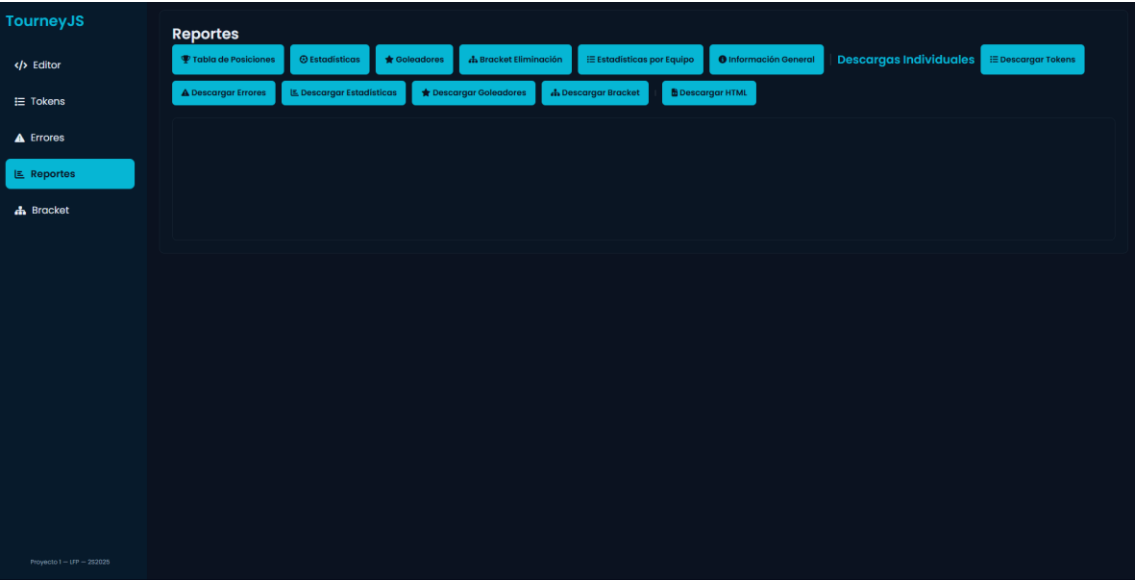 TourneyJS
Editor
Tokens
Errores
Reportes
Bracket
Proyecto 1 — LFP — 2S2025
Reportes
Tabla de Posiciones
Estadísticas
Goleadores
Bracket Eliminación
Estadísticas por Equipo
Información General
Descargas Individuales
Descargar Tokens
Descargar Errores
Descargar Estadísticas
Descargar Goleadores
Descargar Bracket
Descargar HTML